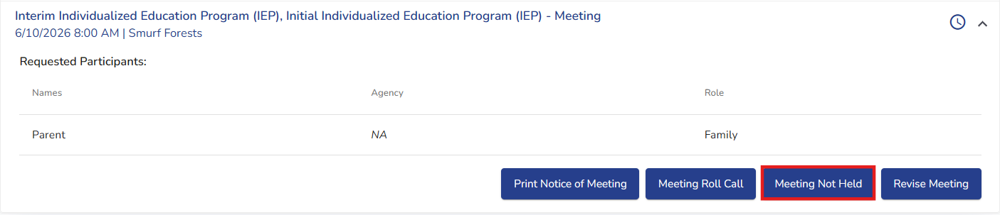 Interim Individualized Education Program (IEP), Initial Individualized Education Program (IEP) - Meeting
6/10/2026 8:00 AM | Smurf Forests
Requested Participants:
Names Agency Role
Parent NA Family
Print Notice of Meeting Meeting Roll Call Meeting Not Held Revise Meeting